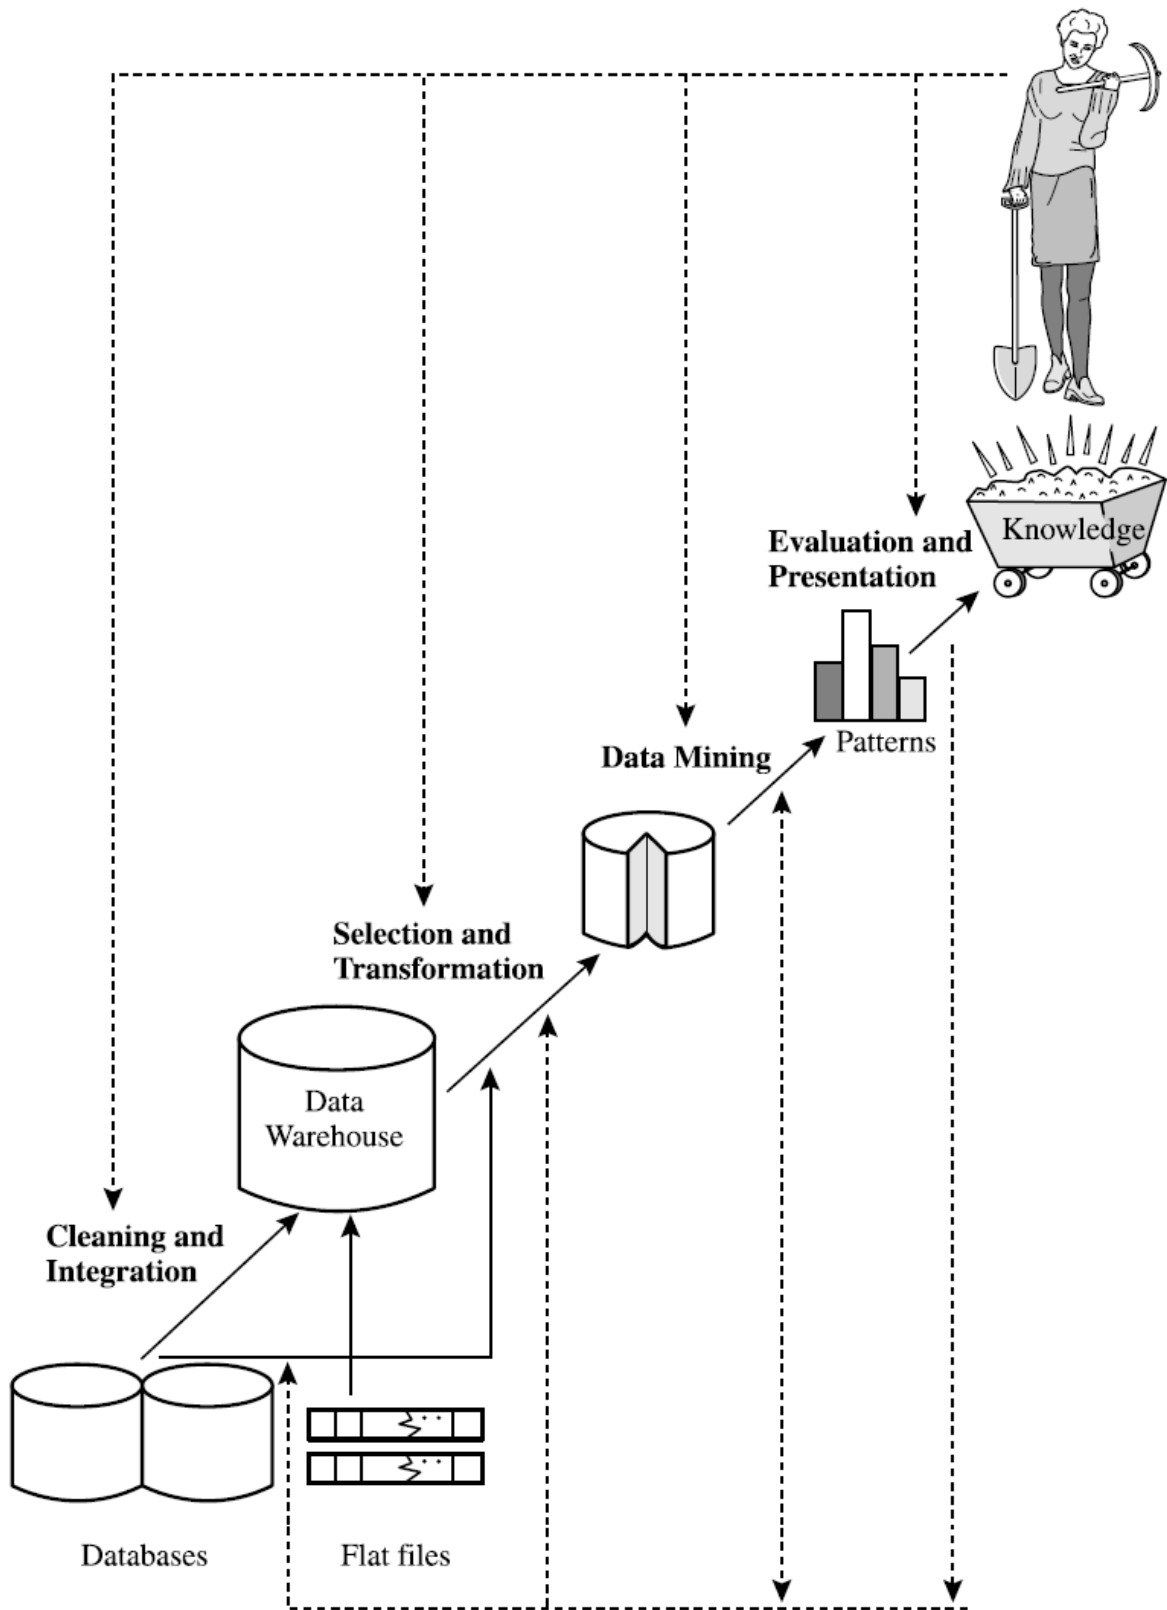 Evaluation and
Presentation
Knowledge
Patterns
Data Mining
Selection and
Transformation
Data
Warehouse
Cleaning and
Integration
Databases
Flat files